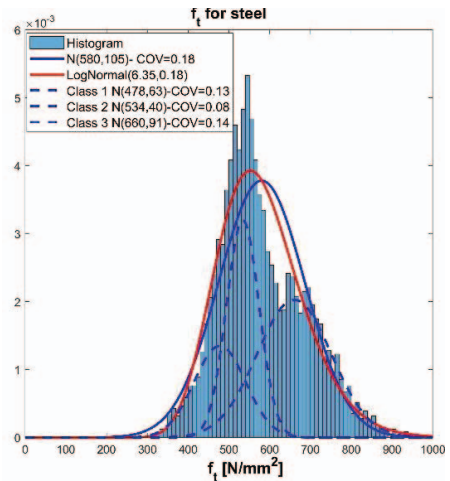 f_t for steel
×10⁻³
Histogram
N(580,105)- COV=0.18
LogNormal(6.35,0.18)
Class 1 N(478,63)-COV=0.13
Class 2 N(534,40)-COV=0.08
Class 3 N(660,91)-COV=0.14
6
5
4
3
2
1
0
0 100 200 300 400 500 600 700 800 900 1000
f_t [N/mm²]